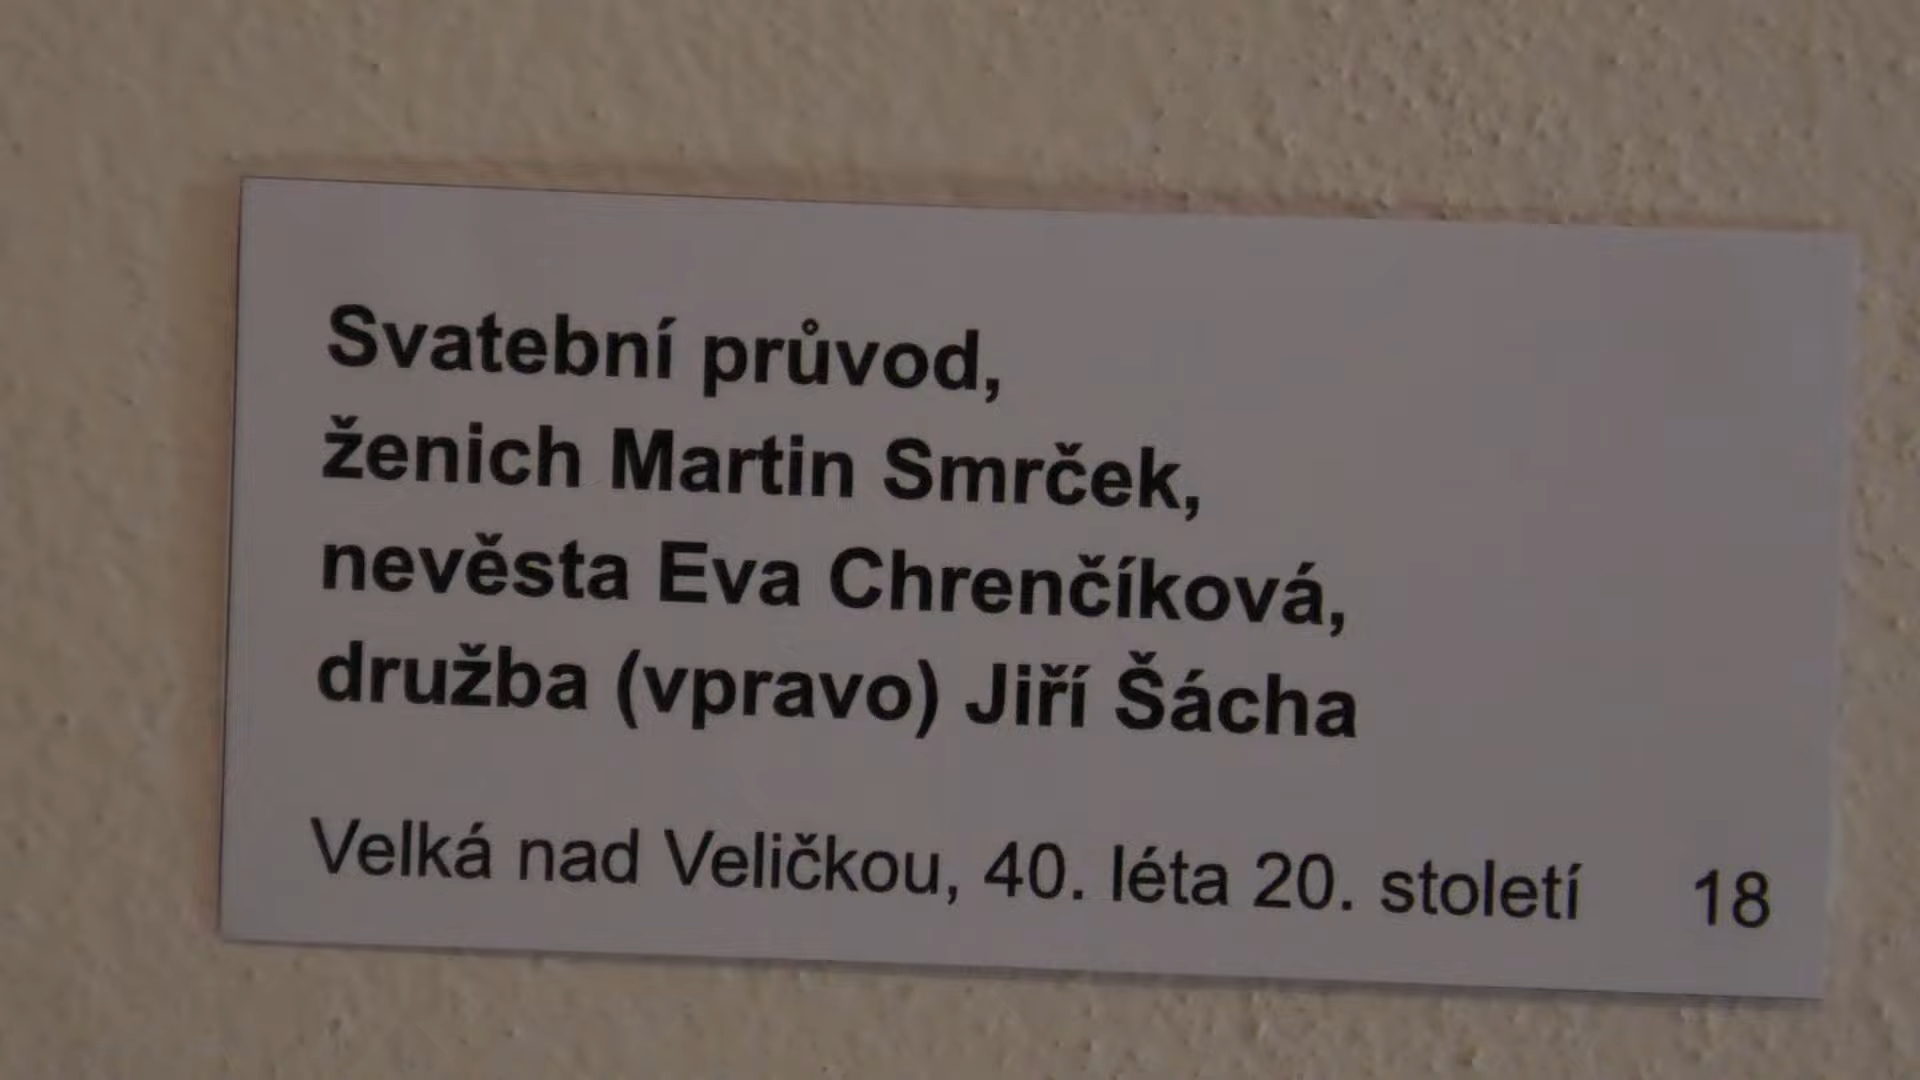 Svatební průvod,
ženich Martin Smrček,
nevěsta Eva Chrenčíková,
družba (vpravo) Jiří Šácha
Velká nad Veličkou, 40. léta 20. století 18